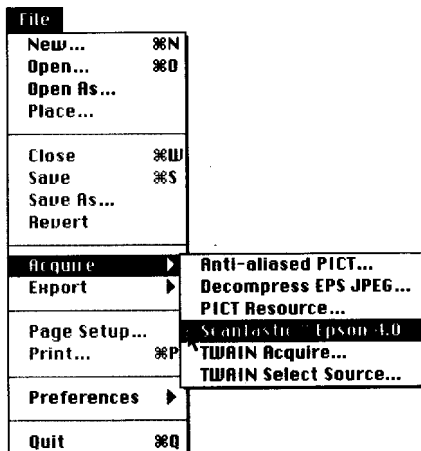 File
New... ⌘N
Open... ⌘O
Open As...
Place...
Close ⌘W
Save ⌘S
Save As...
Revert
Acquire
Export
Page Setup...
Print... ⌘P
Preferences
Quit ⌘Q
Anti-aliased PICT...
Decompress EPS JPEG...
PICT Resource...
Scantastic™ Epson 4.0
TWAIN Acquire...
TWAIN Select Source...